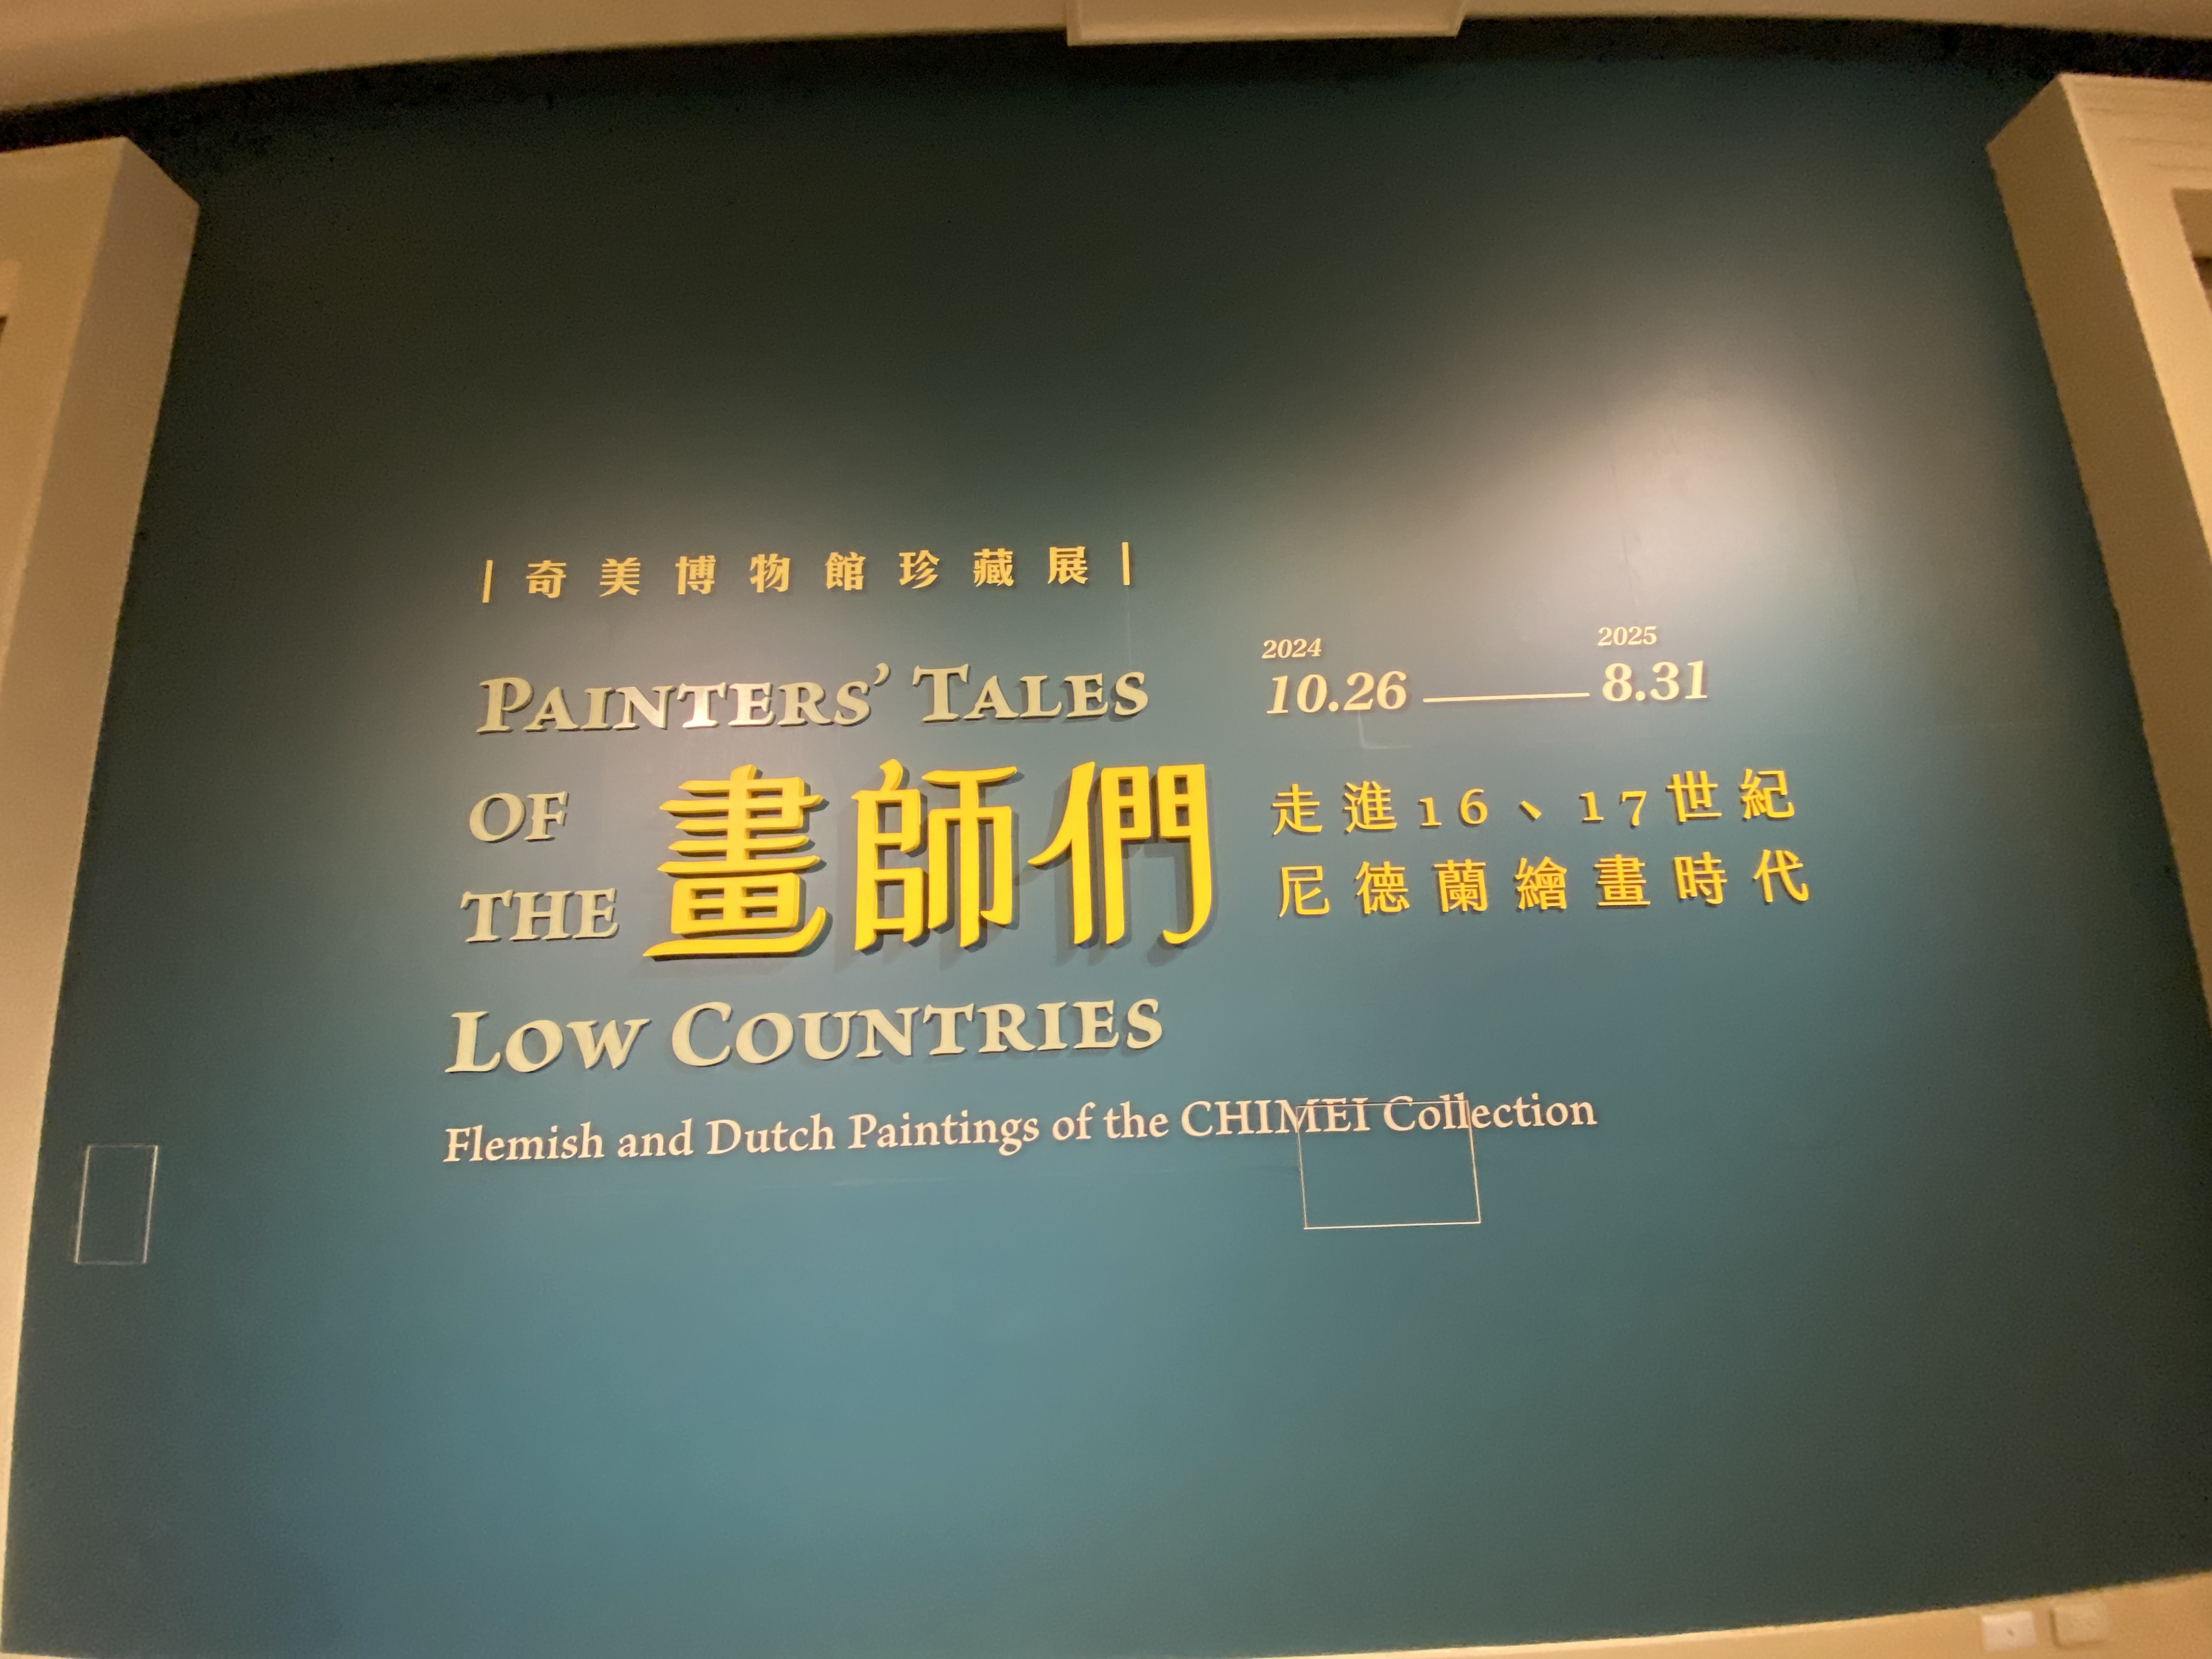 | 奇美博物館珍藏展 |
PAINTERS’ TALES
OF
THE
畫師們
LOW COUNTRIES
Flemish and Dutch Paintings of the CHIMEI Collection
2024 2025
10.26 — 8.31
走進16、17世紀
尼德蘭繪畫時代